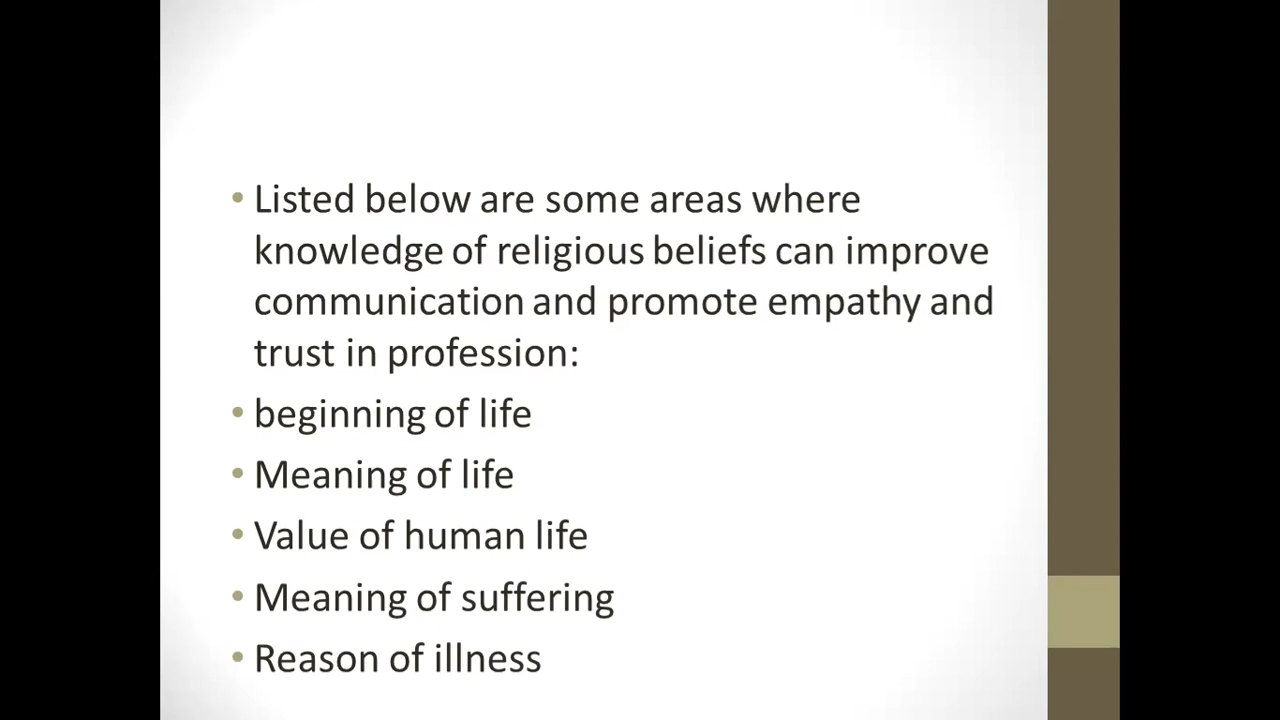 • Listed below are some areas where
knowledge of religious beliefs can improve
communication and promote empathy and
trust in profession:
• beginning of life
• Meaning of life
• Value of human life
• Meaning of suffering
• Reason of illness